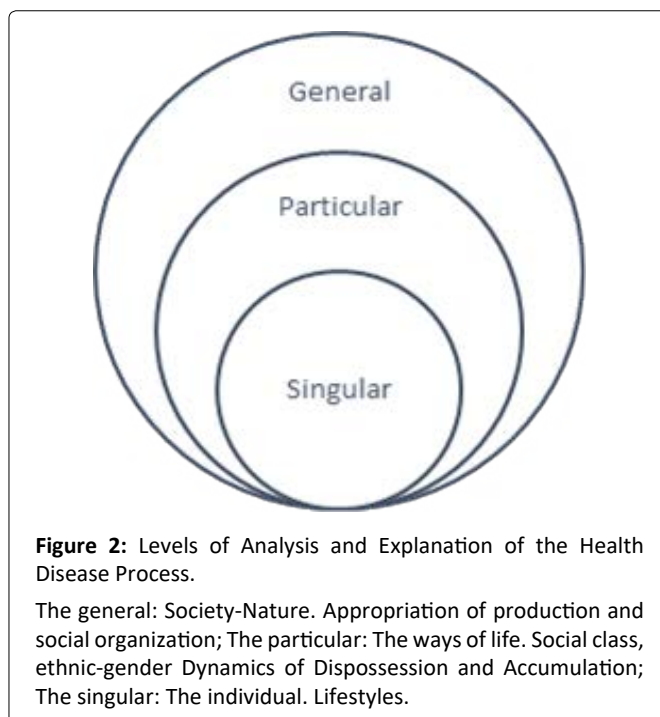 General
Particular
Singular
Figure 2: Levels of Analysis and Explanation of the Health
Disease Process.
The general: Society-Nature. Appropriation of production and
social organization; The particular: The ways of life. Social class,
ethnic-gender Dynamics of Dispossession and Accumulation;
The singular: The individual. Lifestyles.